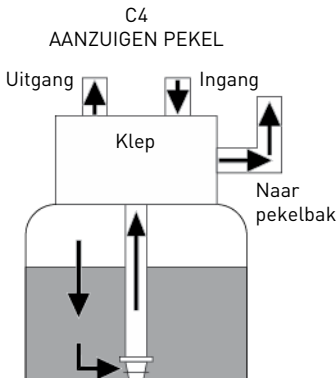 C4
AANZUIGEN PEKEL
Uitgang
Ingang
Klep
Naar
pekelbak